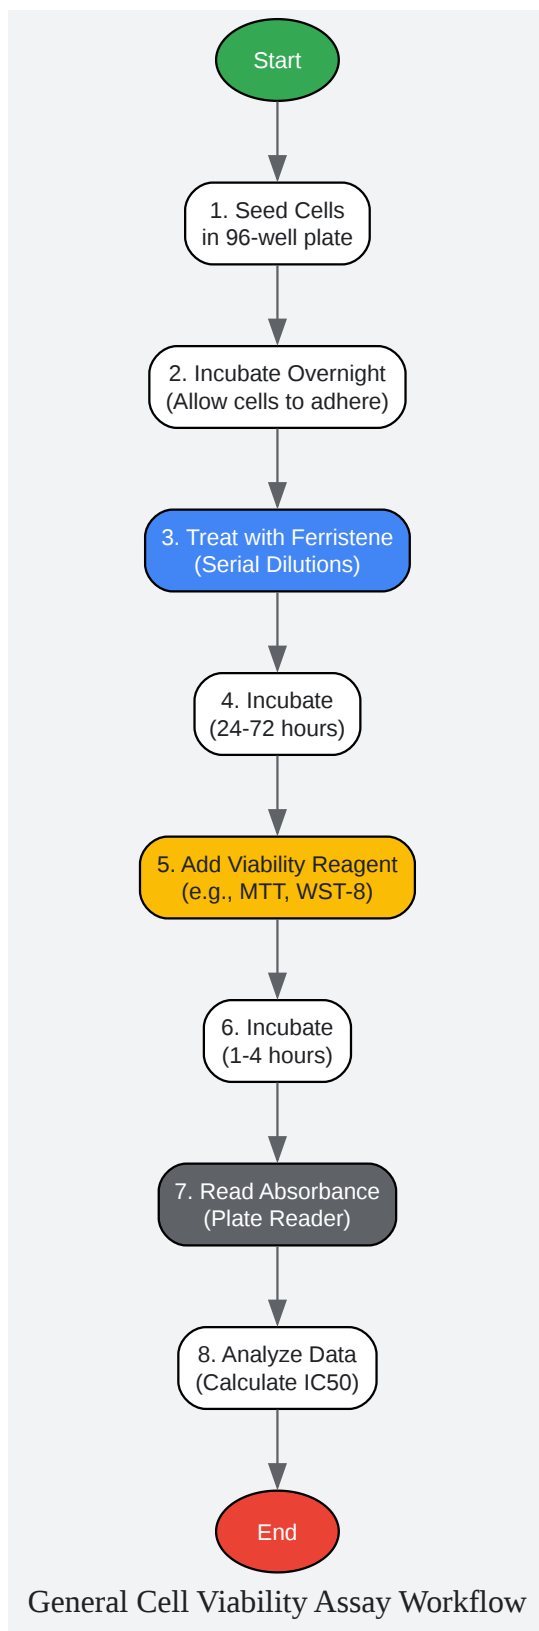 Start
1. Seed Cells
in 96-well plate
2. Incubate Overnight
(Allow cells to adhere)
3. Treat with Ferristene
(Serial Dilutions)
4. Incubate
(24-72 hours)
5. Add Viability Reagent
(e.g., MTT, WST-8)
6. Incubate
(1-4 hours)
7. Read Absorbance
(Plate Reader)
8. Analyze Data
(Calculate IC50)
End
General Cell Viability Assay Workflow